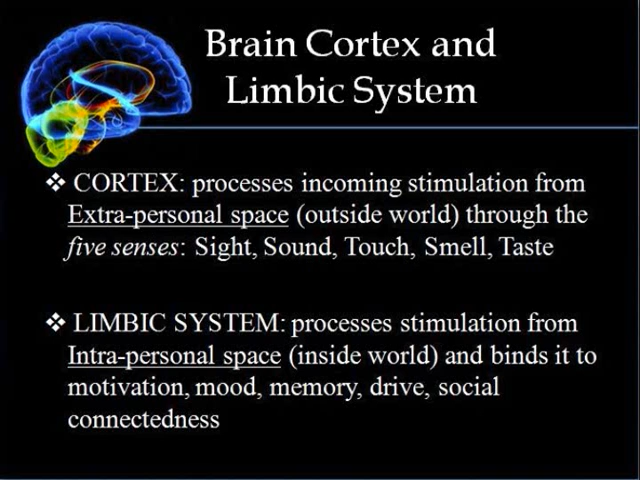 Brain Cortex and
Limbic System
❖ CORTEX: processes incoming stimulation from
Extra-personal space (outside world) through the
five senses: Sight, Sound, Touch, Smell, Taste
❖ LIMBIC SYSTEM: processes stimulation from
Intra-personal space (inside world) and binds it to
motivation, mood, memory, drive, social
connectedness